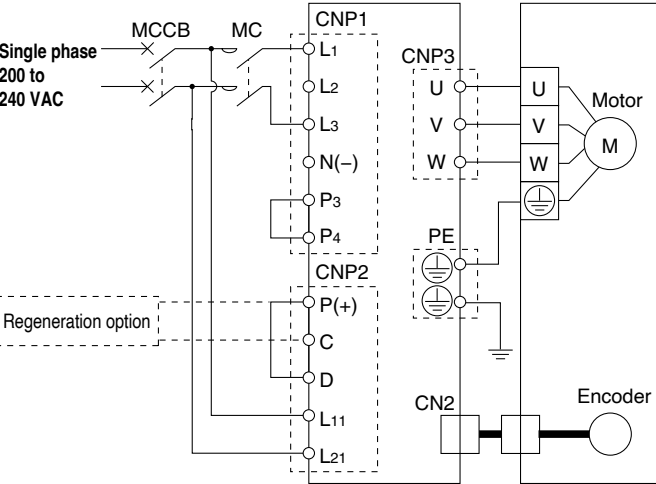 MCCB MC
Single phase
200 to
240 VAC
CNP1
L1
L2
L3
N(−)
P3
P4
CNP2
P(+)
C
D
L11
L21
Regeneration option
CNP3
U
V
W
PE
CN2
U
V
W
Motor
M
Encoder